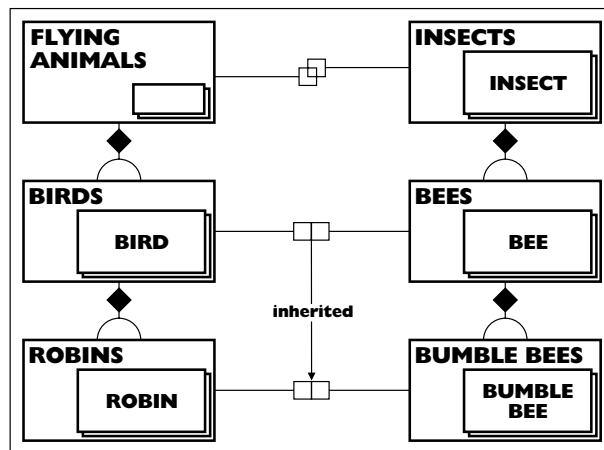 FLYING
ANIMALS
INSECTS
INSECT
BIRDS
BIRD
BEES
BEE
inherited
ROBINS
ROBIN
BUMBLE BEES
BUMBLE
BEE